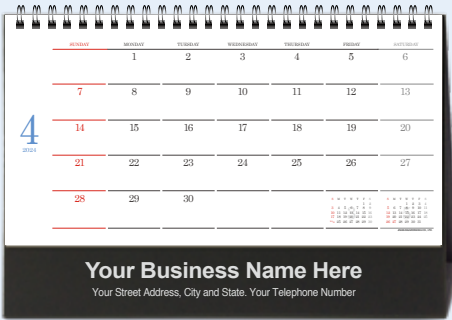 SUNDAY MONDAY TUESDAY WEDNESDAY THURSDAY FRIDAY SATURDAY
1 2 3 4 5 6
7 8 9 10 11 12 13
4
14 15 16 17 18 19 20
21 22 23 24 25 26 27
28 29 30
Your Business Name Here
Your Street Address, City and State. Your Telephone Number